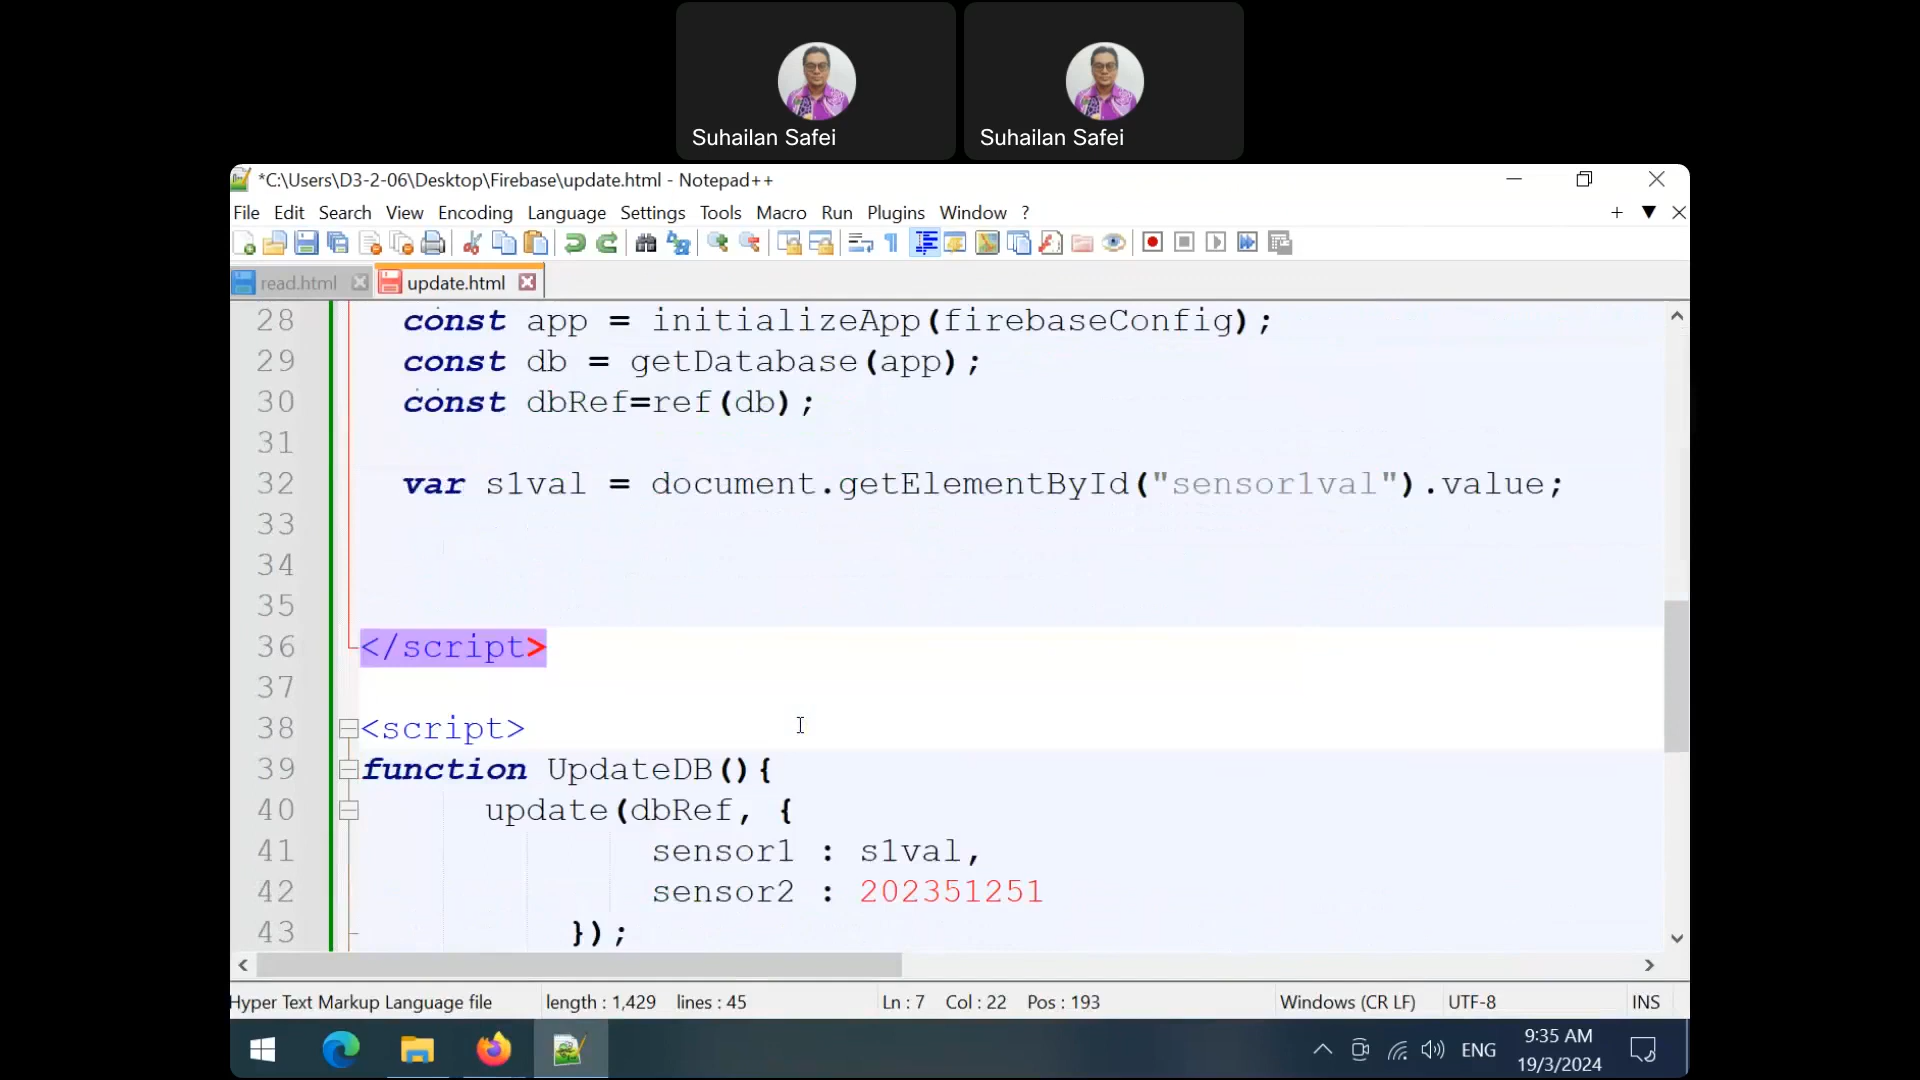 Suhailan Safei
Suhailan Safei
*C:\Users\D3-2-06\Desktop\Firebase\update.html - Notepad++
File Edit Search View Encoding Language Settings Tools Macro Run Plugins Window ?
read.html
update.html
28 const app = initializeApp(firebaseConfig);
29 const db = getDatabase(app);
30 const dbRef=ref(db);
31
32 var s1val = document.getElementById("sensor1val").value;
33
34
35
36 </script>
37
38 <script>
39 function UpdateDB(){
40 update(dbRef, {
41 sensor1 : s1val,
42 sensor2 : 202351251
43 });
Hyper Text Markup Language file length : 1,429 lines : 45 Ln : 7 Col : 22 Pos : 193 Windows (CR LF) UTF-8 INS
ENG
9:35 AM
19/3/2024